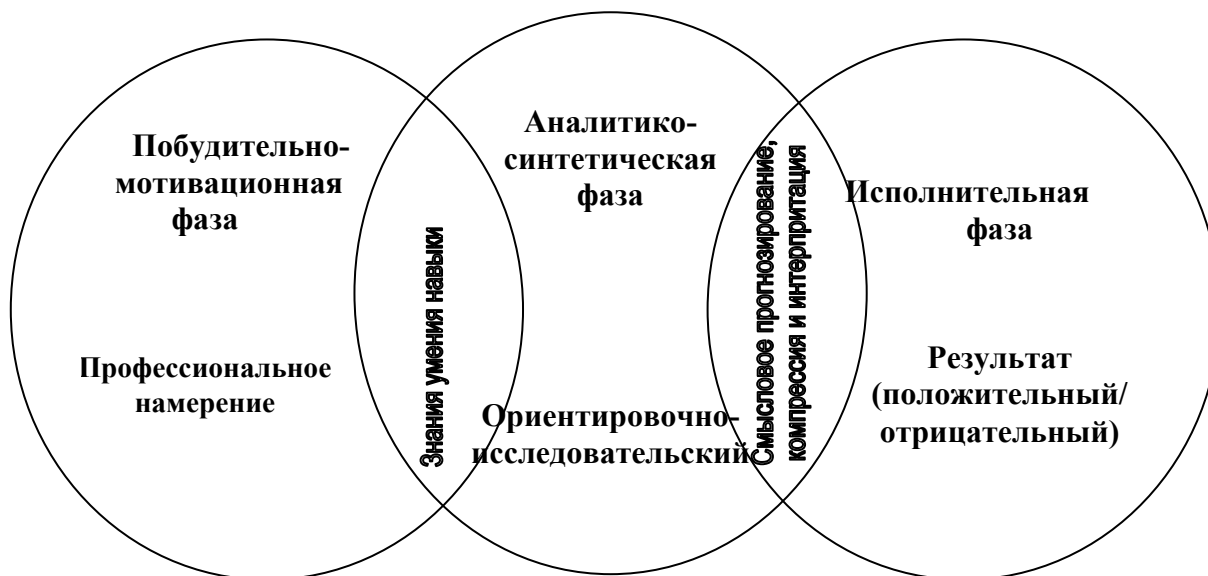 Побудительно-
мотивационная
фаза
Профессиональное
намерение
Знания умения навыки
Аналитико-
синтетическая
фаза
Ориентировочно-
исследовательский
Смысловое прогнозирование,
компрессия и интерпритация
Исполнительная
фаза
Результат
(положительный/
отрицательный)